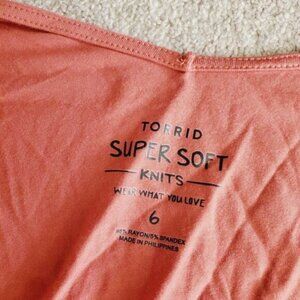 TORRID
SUPER SOFT
KNITS
WEAR WHAT YOU LOVE
6
95% RAYON/5% SPANDEX
MADE IN PHILIPPINES